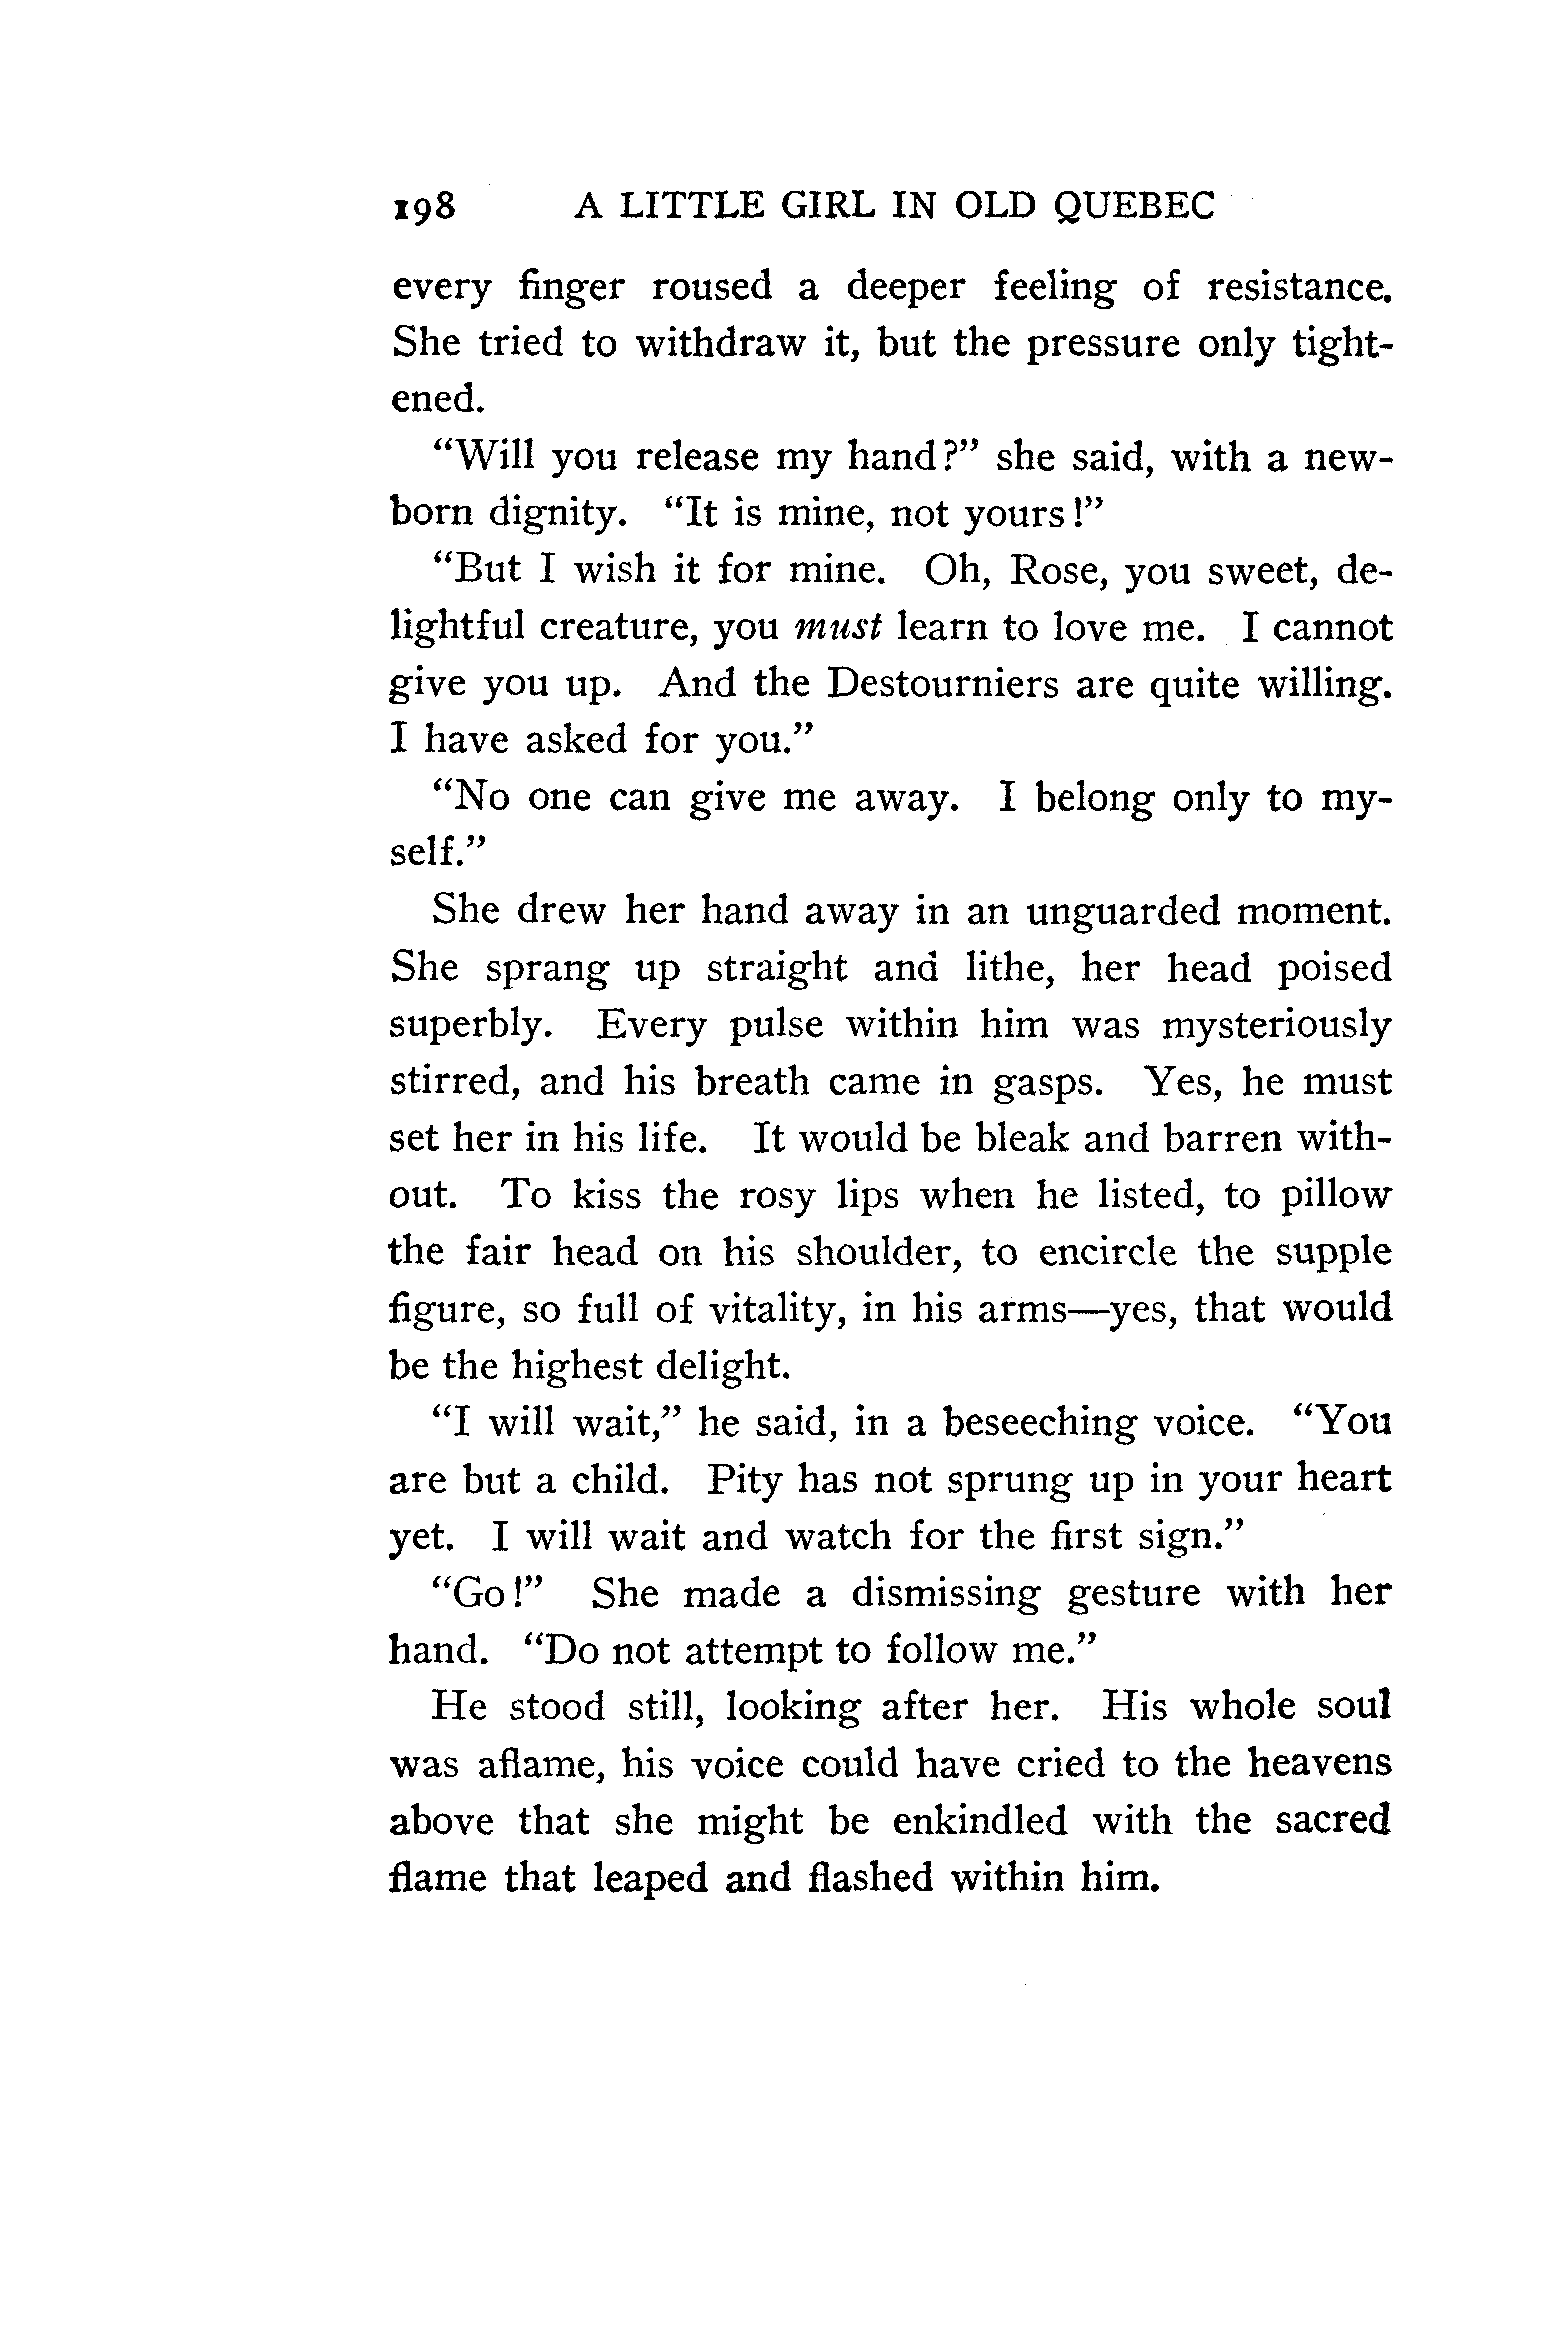 198 A LITTLE GIRL IN OLD QUEBEC
every finger roused a deeper feeling of resistance.
She tried to withdraw it, but the pressure only tight-
ened.
“Will you release my hand?” she said, with a new-
born dignity. “It is mine, not yours!”
“But I wish it for mine. Oh, Rose, you sweet, de-
lightful creature, you must learn to love me. I cannot
give you up. And the Destourniers are quite willing.
I have asked for you.”
“No one can give me away. I belong only to my-
self.”
She drew her hand away in an unguarded moment.
She sprang up straight and lithe, her head poised
superbly. Every pulse within him was mysteriously
stirred, and his breath came in gasps. Yes, he must
set her in his life. It would be bleak and barren with-
out. To kiss the rosy lips when he listed, to pillow
the fair head on his shoulder, to encircle the supple
figure, so full of vitality, in his arms—yes, that would
be the highest delight.
“I will wait,” he said, in a beseeching voice. “You
are but a child. Pity has not sprung up in your heart
yet. I will wait and watch for the first sign.”
“Go!” She made a dismissing gesture with her
hand. “Do not attempt to follow me.”
He stood still, looking after her. His whole soul
was aflame, his voice could have cried to the heavens
above that she might be enkindled with the sacred
flame that leaped and flashed within him.